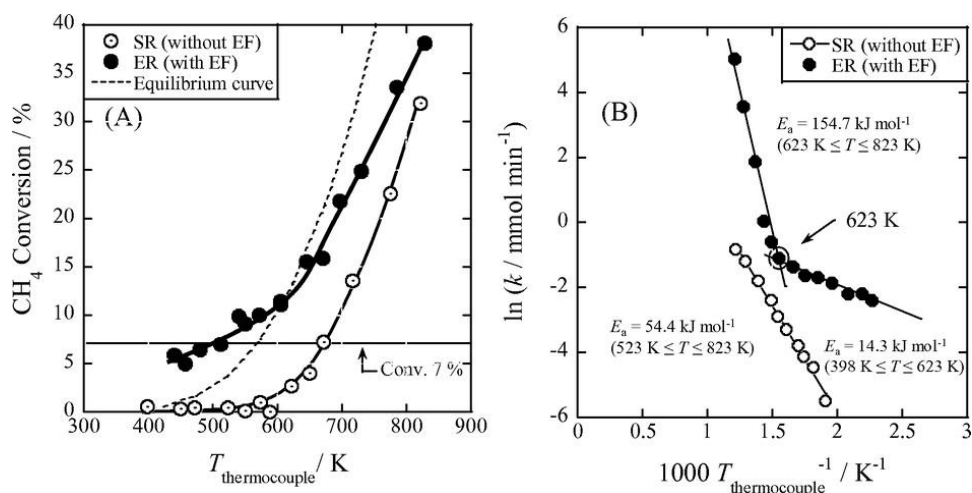 SR (without EF)
ER (with EF)
Equilibrium curve
(A)
Conv. 7 %
40
35
30
25
20
15
10
5
0
CH4 Conversion / %
300
400
500
600
700
800
900
Tthermocouple/ K
SR (without EF)
ER (with EF)
(B)
Ea = 154.7 kJ mol-1
(623 K ≤ T ≤ 823 K)
623 K
Ea = 54.4 kJ mol-1
(523 K ≤ T ≤ 823 K)
Ea = 14.3 kJ mol-1
(398 K ≤ T ≤ 623 K)
6
4
2
0
-2
-4
-6
ln (k / mmol min-1)
0
0.5
1
1.5
2
2.5
3
1000 Tthermocouple-1 / K-1